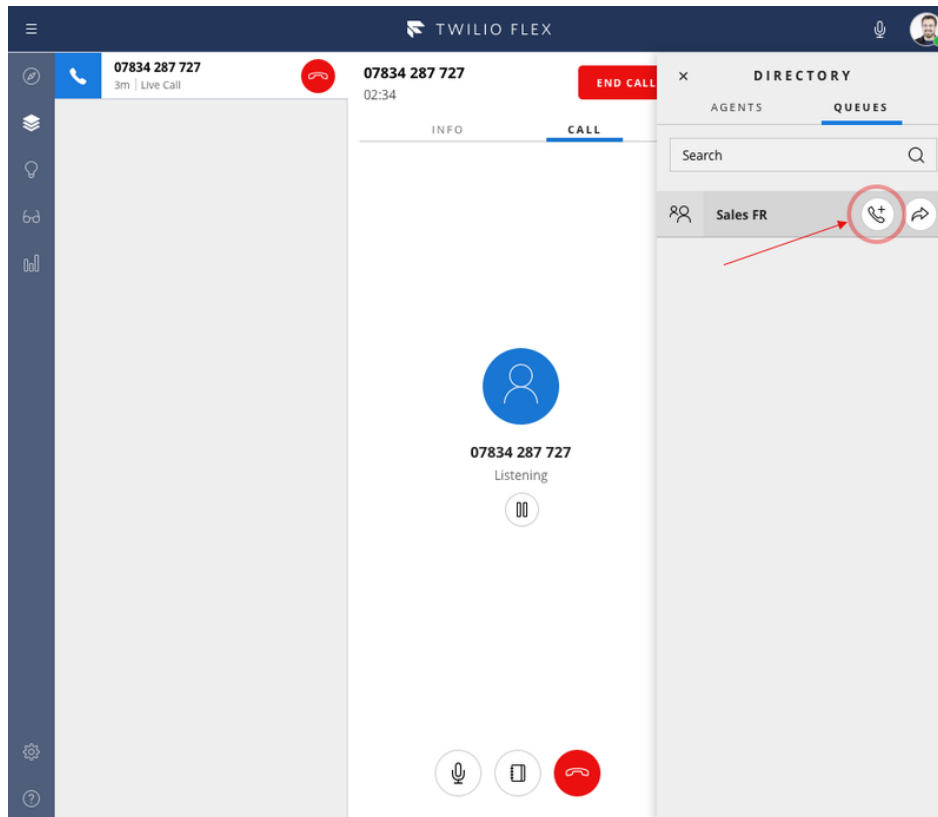 TWILIO FLEX
07834 287 727
3m | Live Call
07834 287 727
02:34
END CALL
INFO
CALL
07834 287 727
Listening
DIRECTORY
AGENTS
QUEUES
Search
Sales FR